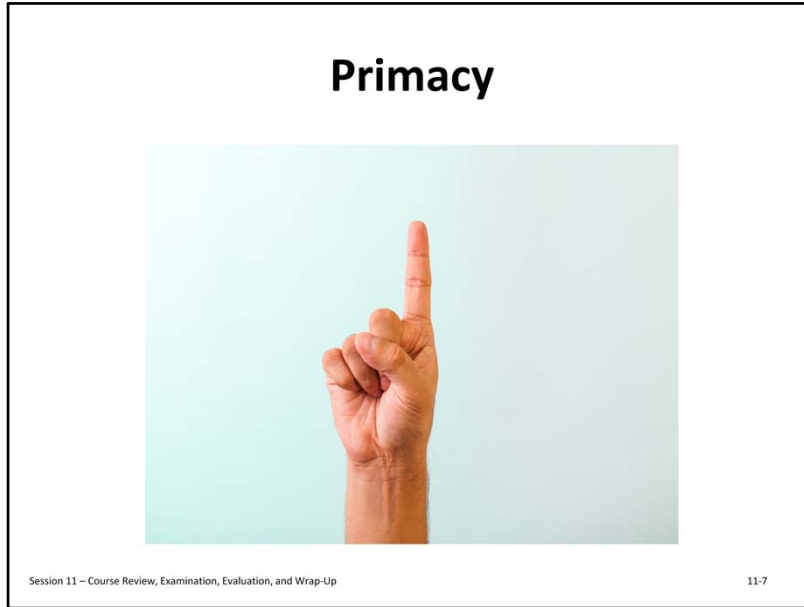 Primacy
Session 11 – Course Review, Examination, Evaluation, and Wrap-Up
11-7